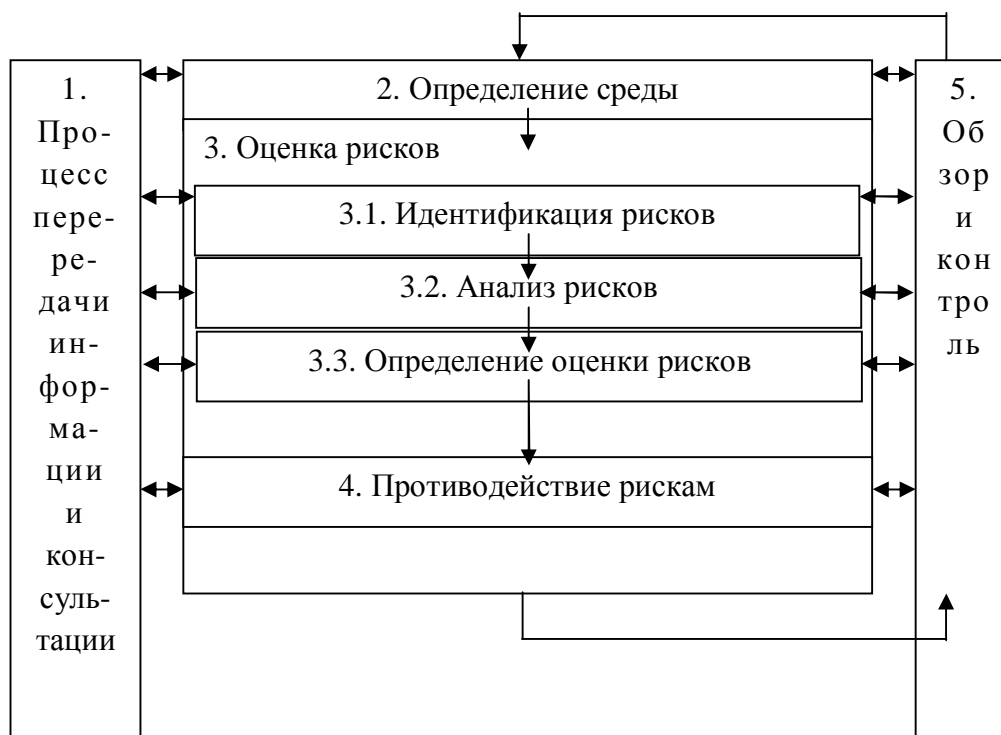 1.
Про-
цесс
пере-
ре-
дачи
ин-
фор-
ма-
ции
и
кон-
суль-
тации
2. Определение среды
3. Оценка рисков
3.1. Идентификация рисков
3.2. Анализ рисков
3.3. Определение оценки рисков
4. Противодействие рискам
5.
Об
зор
и
кон
тро
ль